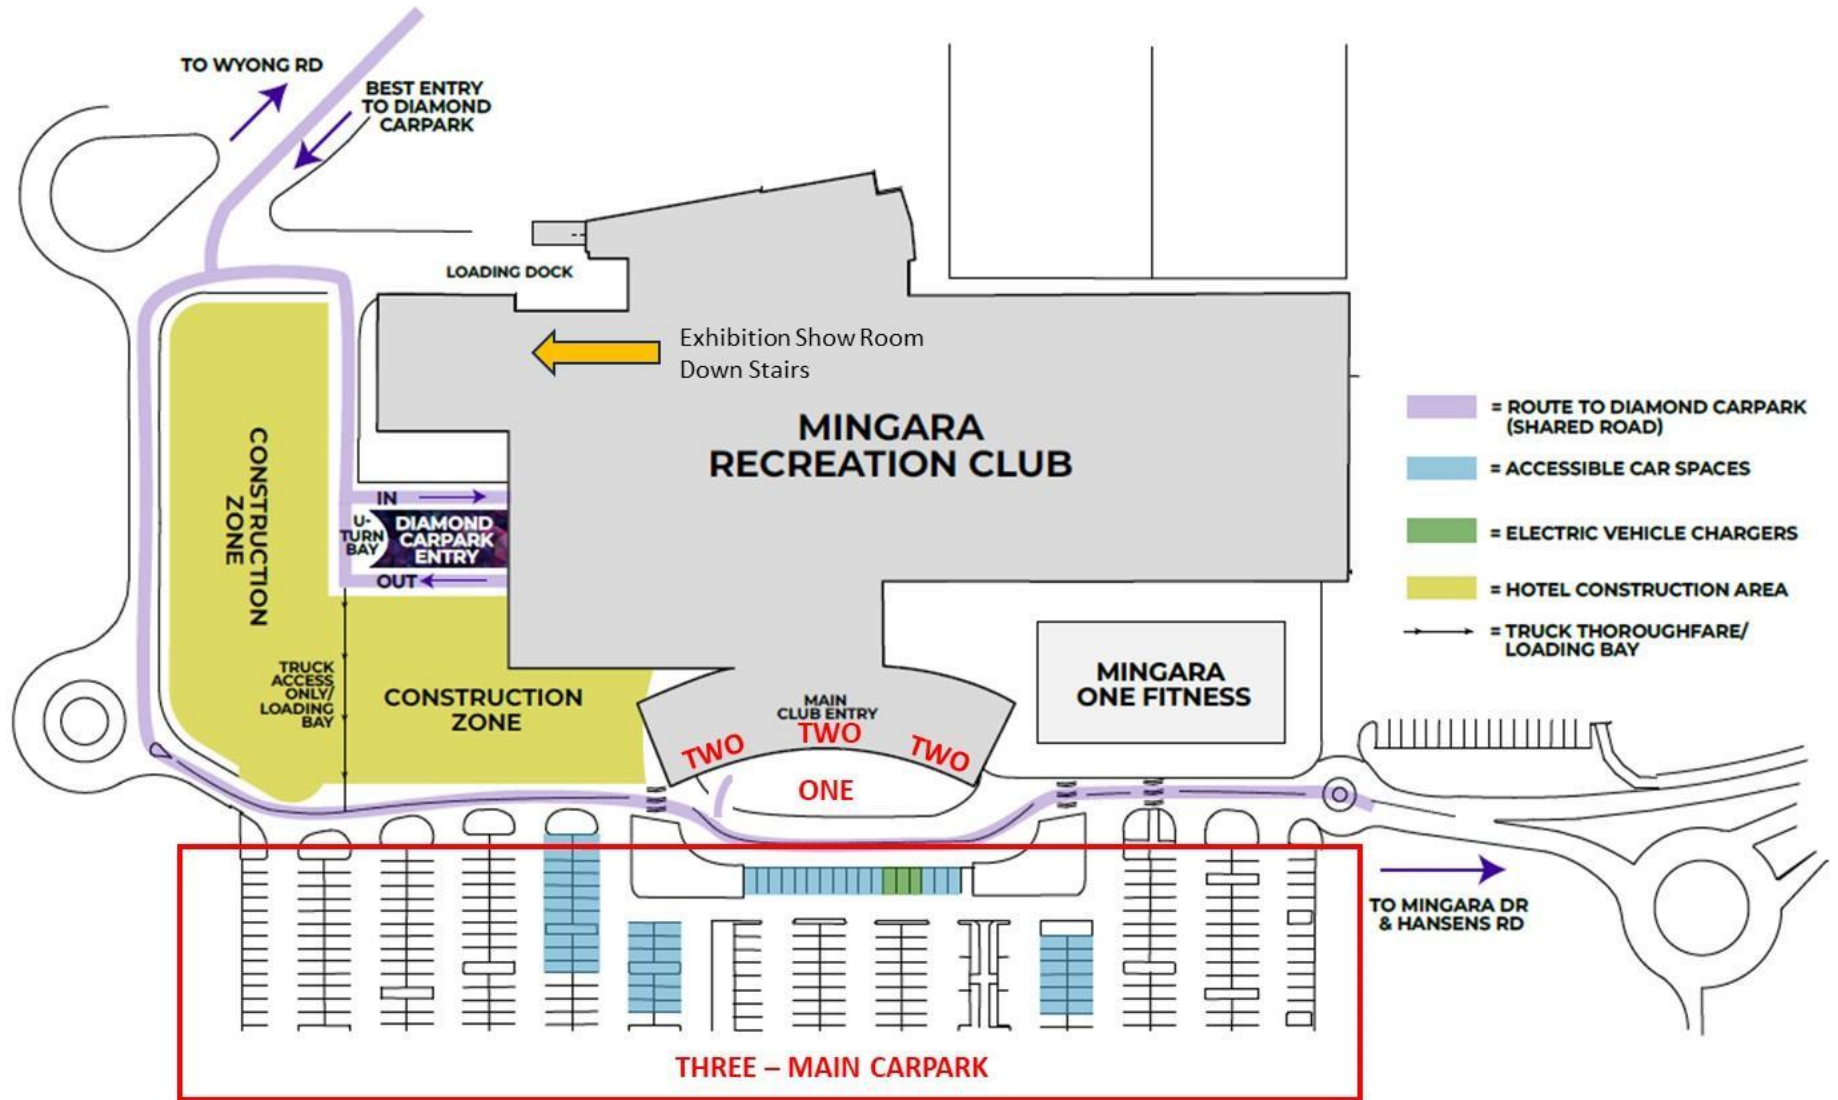 TO WYONG RD
BEST ENTRY
TO DIAMOND
CARPARK
LOADING DOCK
Exhibition Show Room
Down Stairs
MINGARA
RECREATION CLUB
CONSTRUCTION
ZONE
IN
U-
TURN
BAY
DIAMOND
CARPARK
ENTRY
OUT
TRUCK
ACCESS
ONLY/
LOADING
BAY
CONSTRUCTION
ZONE
MAIN
CLUB ENTRY
TWO
TWO
TWO
ONE
MINGARA
ONE FITNESS
= ROUTE TO DIAMOND CARPARK
(SHARED ROAD)
= ACCESSIBLE CAR SPACES
= ELECTRIC VEHICLE CHARGERS
= HOTEL CONSTRUCTION AREA
= TRUCK THOROUGHFARE/
LOADING BAY
TO MINGARA DR
& HANSENS RD
THREE – MAIN CARPARK